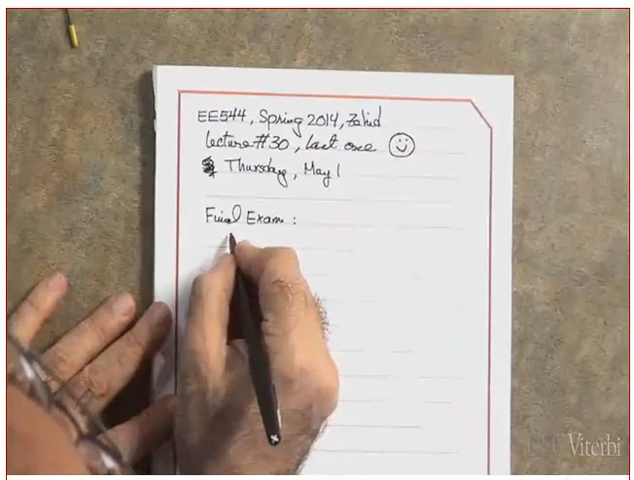 EE544, Spring 2014, Zahid
lecture #30, last one
Thursday, May 1
Final Exam:
USC Viterbi